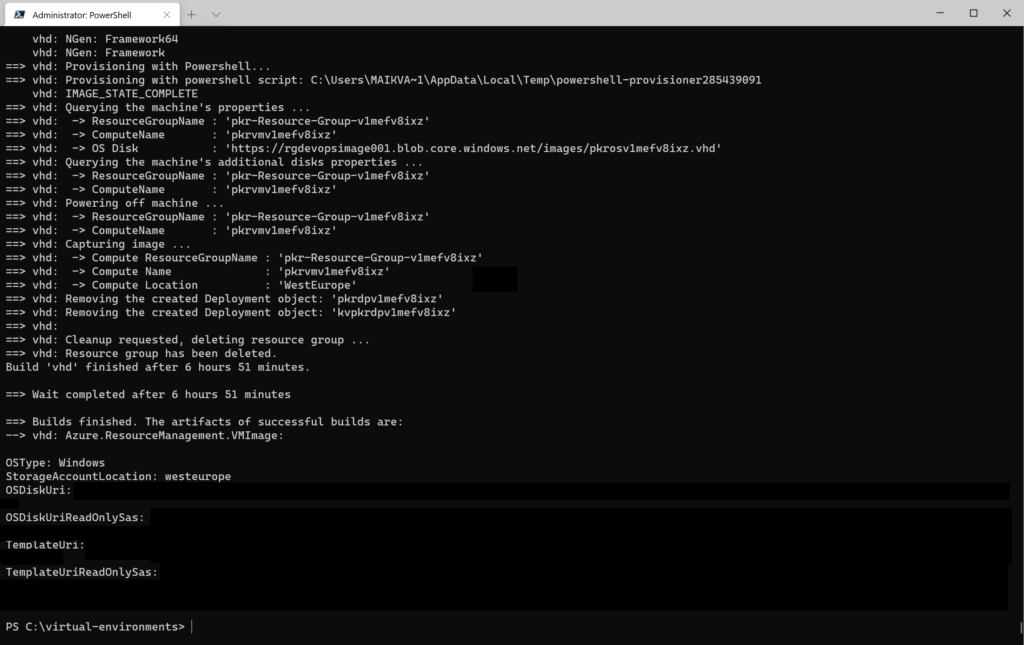 Administrator: PowerShell
vhd: NGen: Framework64
vhd: NGen: Framework
==> vhd: Provisioning with Powershell...
==> vhd: Provisioning with powershell script: C:\Users\MAIKVA~1\AppData\Local\Temp\powershell-provisioner285439091
vhd: IMAGE_STATE_COMPLETE
==> vhd: Querying the machine's properties ...
==> vhd:  -> ResourceGroupName : 'pkr-Resource-Group-v1mefv8ixz'
==> vhd:  -> ComputeName       : 'pkrvmv1mefv8ixz'
==> vhd:  -> OS Disk           : 'https://rgdevopsimage001.blob.core.windows.net/images/pkrosv1mefv8ixz.vhd'
==> vhd: Querying the machine's additional disks properties ...
==> vhd:  -> ResourceGroupName : 'pkr-Resource-Group-v1mefv8ixz'
==> vhd:  -> ComputeName       : 'pkrvmv1mefv8ixz'
==> vhd: Powering off machine ...
==> vhd:  -> ResourceGroupName : 'pkr-Resource-Group-v1mefv8ixz'
==> vhd:  -> ComputeName       : 'pkrvmv1mefv8ixz'
==> vhd: Capturing image ...
==> vhd:  -> Compute ResourceGroupName : 'pkr-Resource-Group-v1mefv8ixz'
==> vhd:  -> Compute Name              : 'pkrvmv1mefv8ixz'
==> vhd:  -> Compute Location          : 'WestEurope'
==> vhd: Removing the created Deployment object: 'pkrdpv1mefv8ixz'
==> vhd: Removing the created Deployment object: 'kvpkrdpv1mefv8ixz'
==> vhd:
==> vhd: Cleanup requested, deleting resource group ...
==> vhd: Resource group has been deleted.
Build 'vhd' finished after 6 hours 51 minutes.
==> Wait completed after 6 hours 51 minutes
==> Builds finished. The artifacts of successful builds are:
--> vhd: Azure.ResourceManagement.VMImage:
OSType: Windows
StorageAccountLocation: westeurope
OSDiskUri:
OSDiskUriReadOnlySas:
TemplateUri:
TemplateUriReadOnlySas:
PS C:\virtual-environments>